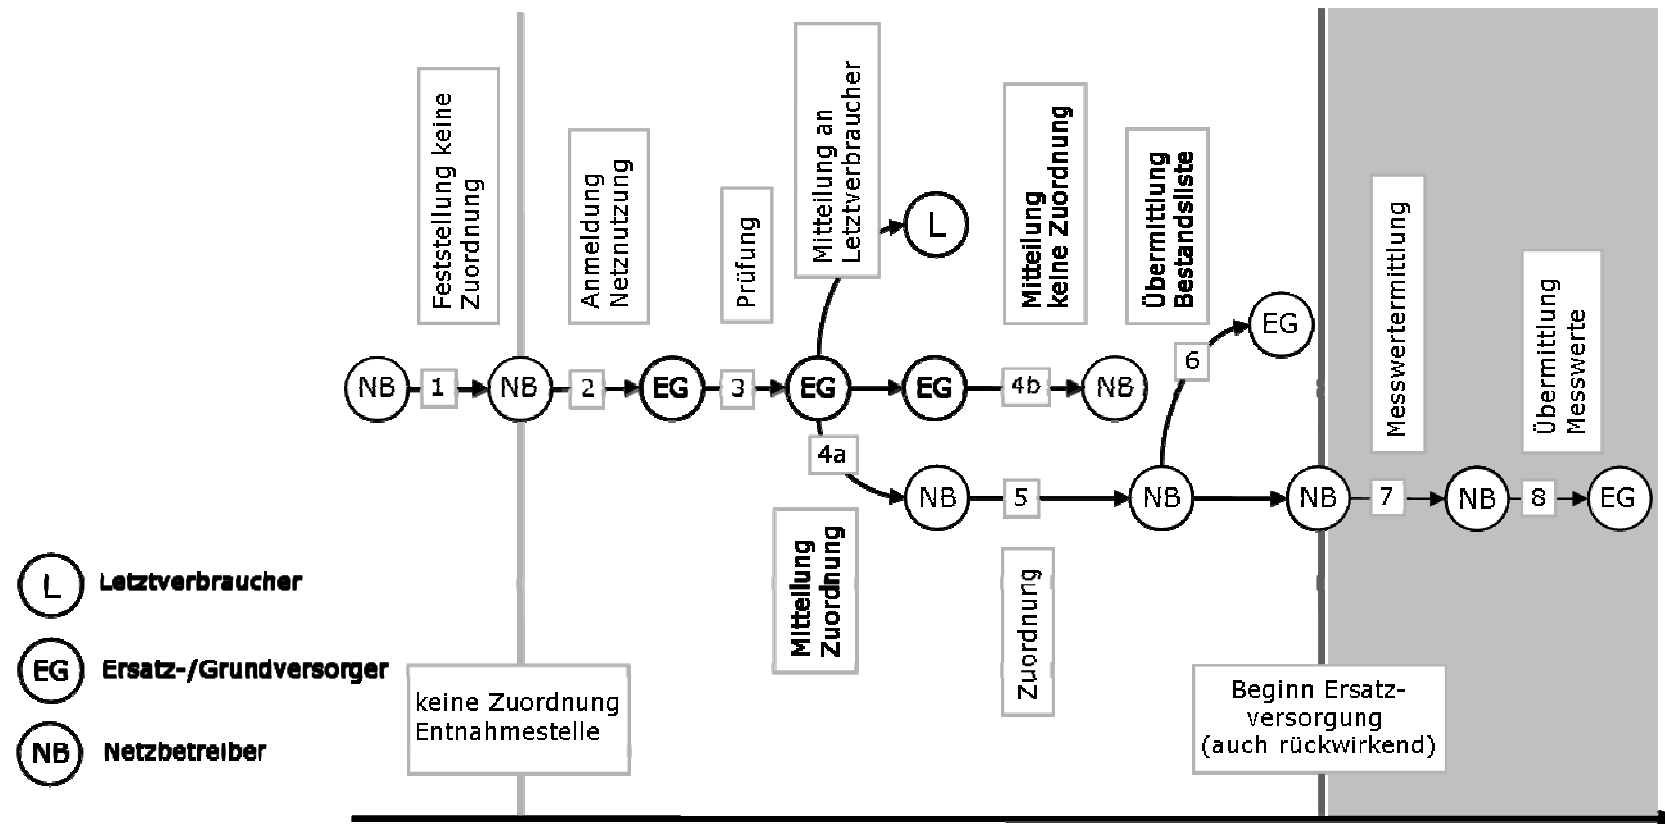 Feststellung keine
Zuordnung
Anmeldung
Netznutzung
Prüfung
Mitteilung an
Letztverbraucher
Mitteilung
keine Zuordnung
Übermittlung
Bestandsliste
Messwertermittlung
Übermittlung
Messwerte
L
EG
6
NB
1
NB
2
EG
3
EG
EG
4b
NB
4a
NB
5
NB
NB
7
NB
8
EG
Mitteilung
Zuordnung
Zuordnung
L Letztverbraucher
EG Ersatz-/Grundversorger
NB Netzbetreiber
keine Zuordnung
Entnahmestelle
Beginn Ersatz-
versorgung
(auch rückwirkend)